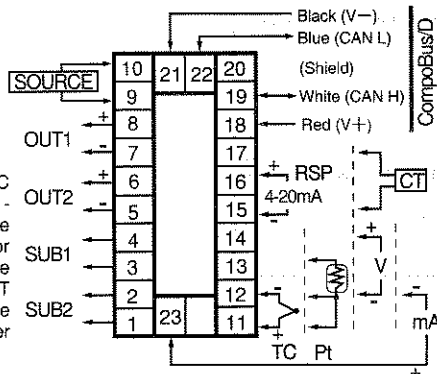 Black (V−)
Blue (CAN L)
(Shield)
White (CAN H)
Red (V+)
CompoBus/D
SOURCE
10 21 22 20
9 19
8 18
7 17
6 16
5 15
4 14
3 13
2 12
1 23 11
+
OUT1
-
+
OUT2
-
SUB1
SUB2
C
-
e
or
e
T
e
er
+
RSP
4-20mA
-
CT
+
V
-
-
mA
+
-
+
TC Pt